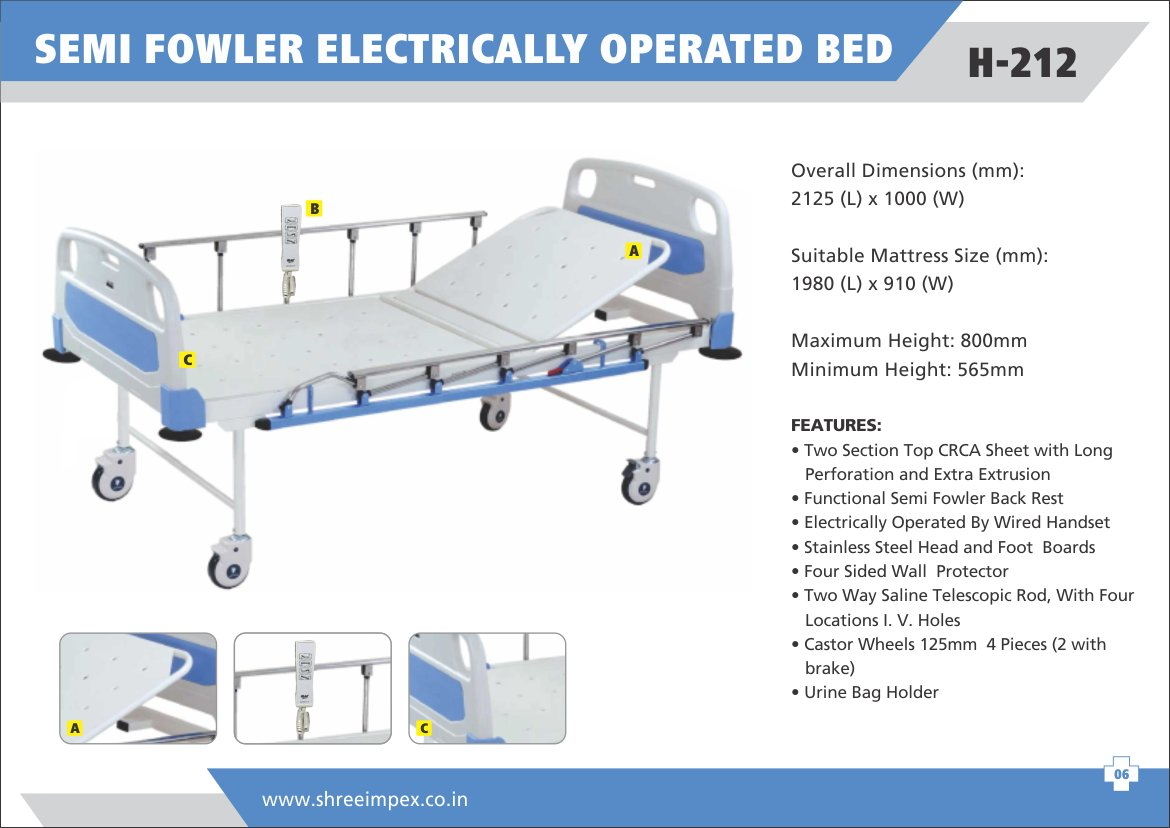 SEMI FOWLER ELECTRICALLY OPERATED BED
H-212
B
A
C
Overall Dimensions (mm):
2125 (L) x 1000 (W)
Suitable Mattress Size (mm):
1980 (L) x 910 (W)
Maximum Height: 800mm
Minimum Height: 565mm
FEATURES:
• Two Section Top CRCA Sheet with Long
Perforation and Extra Extrusion
• Functional Semi Fowler Back Rest
• Electrically Operated By Wired Handset
• Stainless Steel Head and Foot Boards
• Four Sided Wall Protector
• Two Way Saline Telescopic Rod, With Four
Locations I. V. Holes
• Castor Wheels 125mm 4 Pieces (2 with
brake)
• Urine Bag Holder
A
C
06
www.shreeimpex.co.in